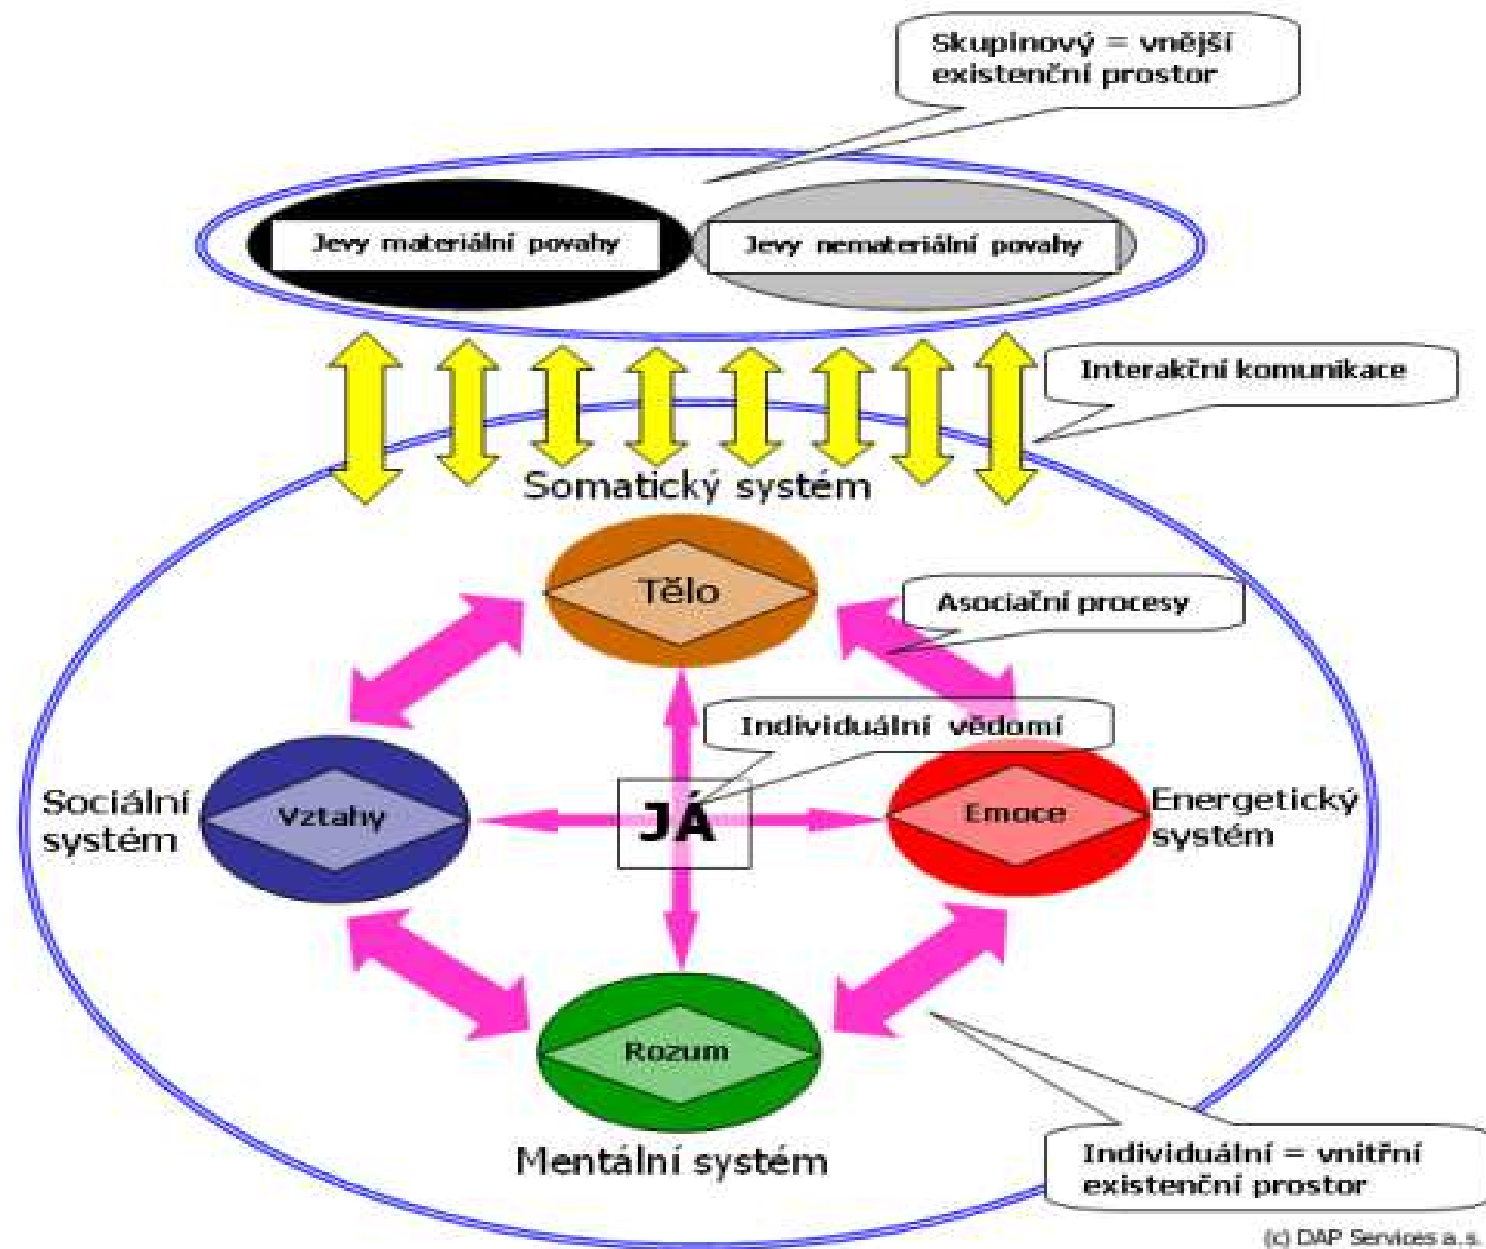 Skupinový = vnější
existenční prostor
Jevy materiální povahy
Jevy nemateriální povahy
Interakční komunikace
Somatický systém
Tělo
Asociační procesy
Individuální vědomí
Sociální
systém
Vztahy
JÁ
Emoce
Energetický
systém
Rozum
Mentální systém
Individuální = vnitřní
existenční prostor
(c) DAP Services a.s.